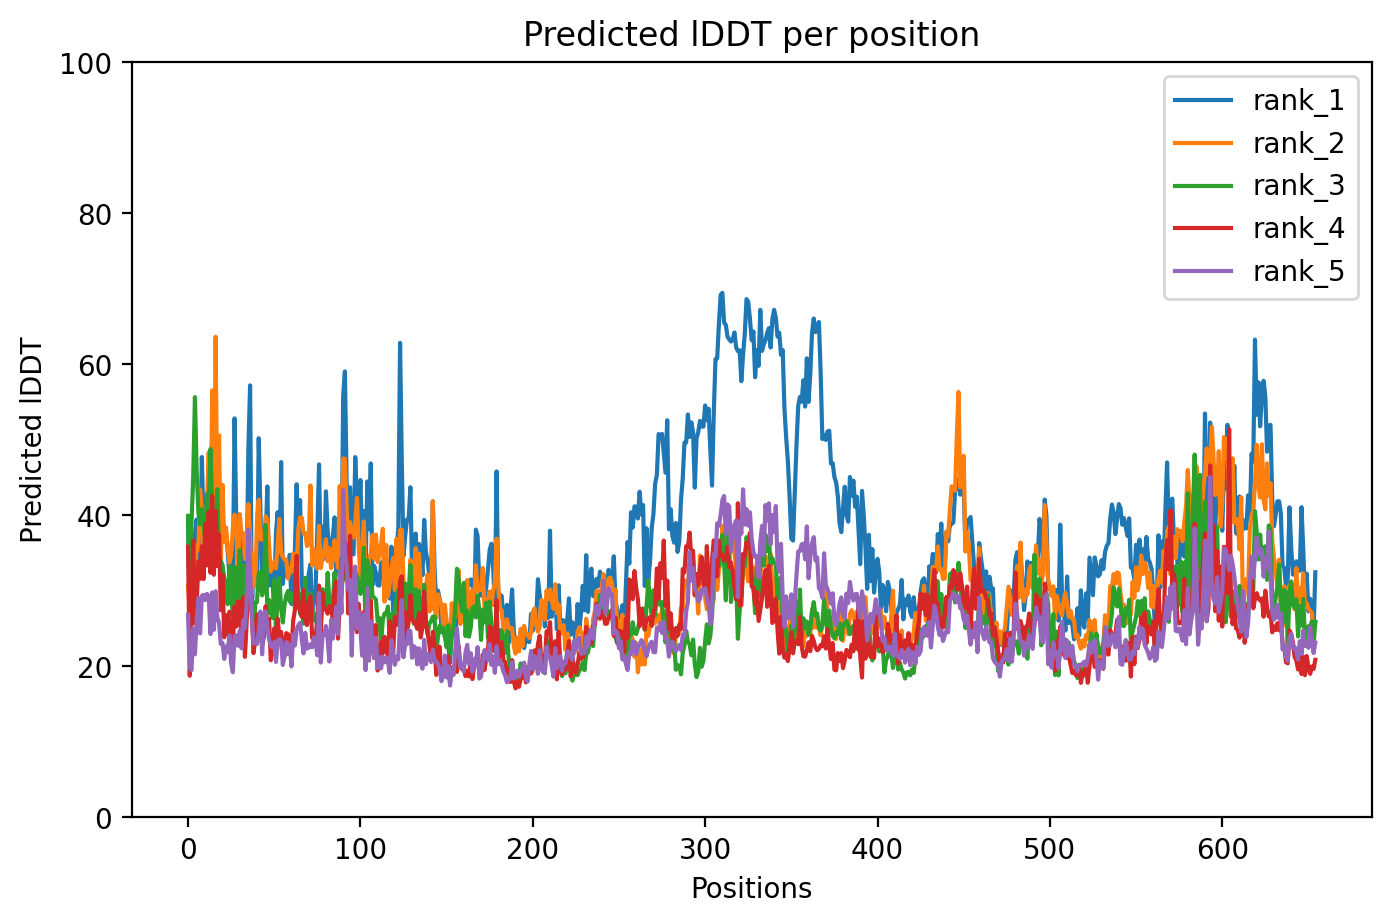 Predicted lDDT per position
100
80
60
40
20
0
Predicted lDDT
rank_1
rank_2
rank_3
rank_4
rank_5
0 100 200 300 400 500 600
Positions